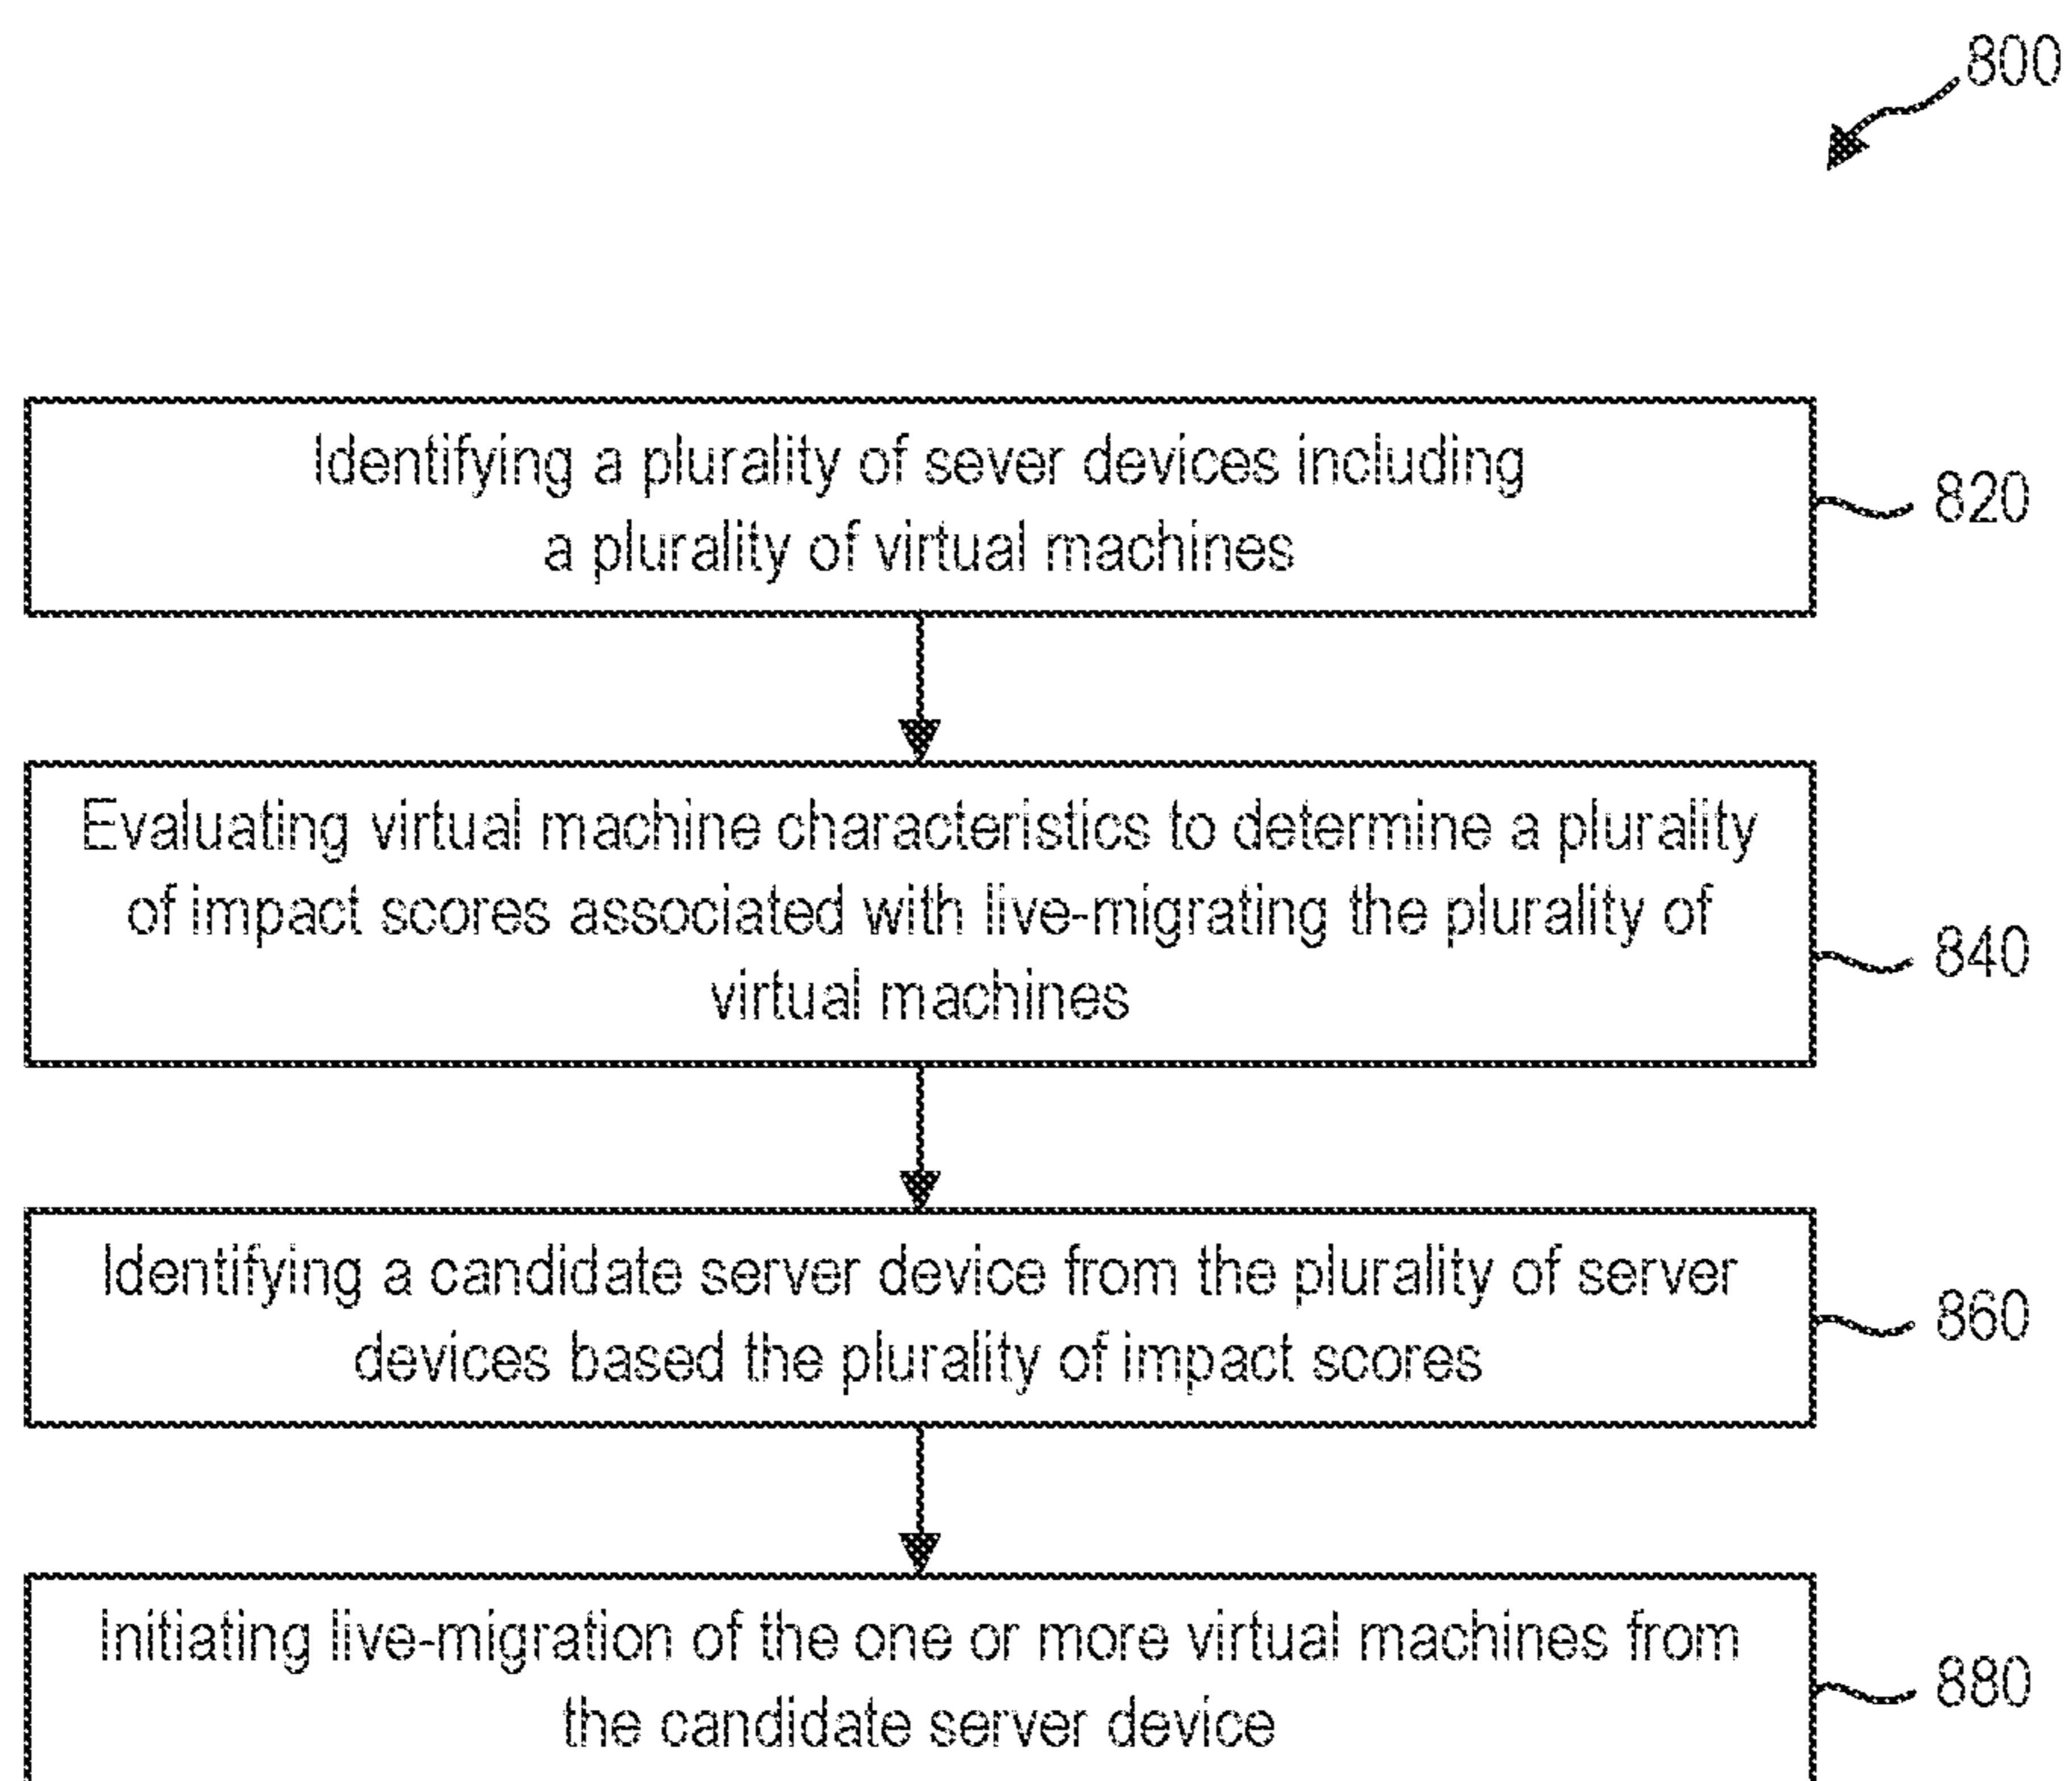 800
Identifying a plurality of sever devices including
a plurality of virtual machines
820
Evaluating virtual machine characteristics to determine a plurality
of impact scores associated with live-migrating the plurality of
virtual machines
840
Identifying a candidate server device from the plurality of server
devices based the plurality of impact scores
860
Initiating live-migration of the one or more virtual machines from
the candidate server device
880